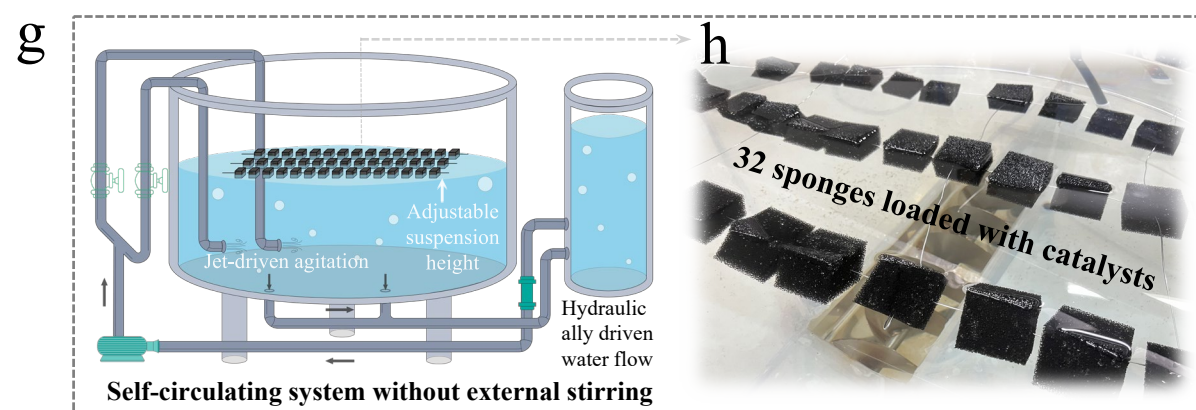 g
h
Adjustable
suspension
height
Jet-driven agitation
Hydraulic
ally driven
water flow
Self-circulating system without external stirring
32 sponges loaded with catalysts